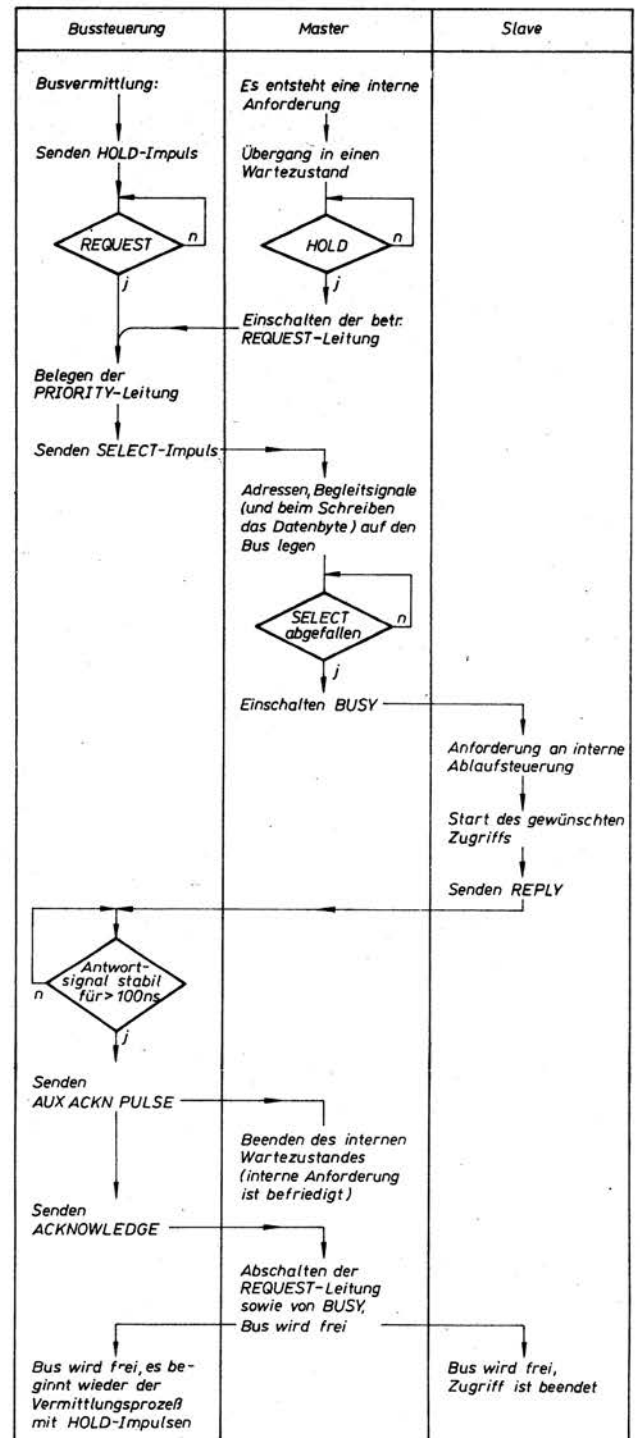 Bussteuerung
Master
Slave
Busvermittlung:
Es entsteht eine interne
Anforderung
Senden HOLD-Impuls
Übergang in einen
Wartezustand
REQUEST
n
j
HOLD
n
j
Einschalten der betr.
REQUEST-Leitung
Belegen der
PRIORITY-Leitung
Senden SELECT-Impuls
Adressen, Begleitsignale
(und beim Schreiben
das Datenbyte) auf den
Bus legen
SELECT
abgefallen
n
j
Einschalten BUSY
Anforderung an interne
Ablaufsteuerung
Start des gewünschten
Zugriffs
Senden REPLY
Antwort-
signal stabil
für > 100ns
n
j
Senden
AUX ACKN PULSE
Beenden des internen
Wartezustandes
(interne Anforderung
ist befriedigt)
Senden
ACKNOWLEDGE
Abschalten der
REQUEST-Leitung
sowie von BUSY,
Bus wird frei
Bus wird frei, es be-
ginnt wieder der
Vermittlungsprozeß
mit HOLD-Impulsen
Bus wird frei,
Zugriff ist beendet